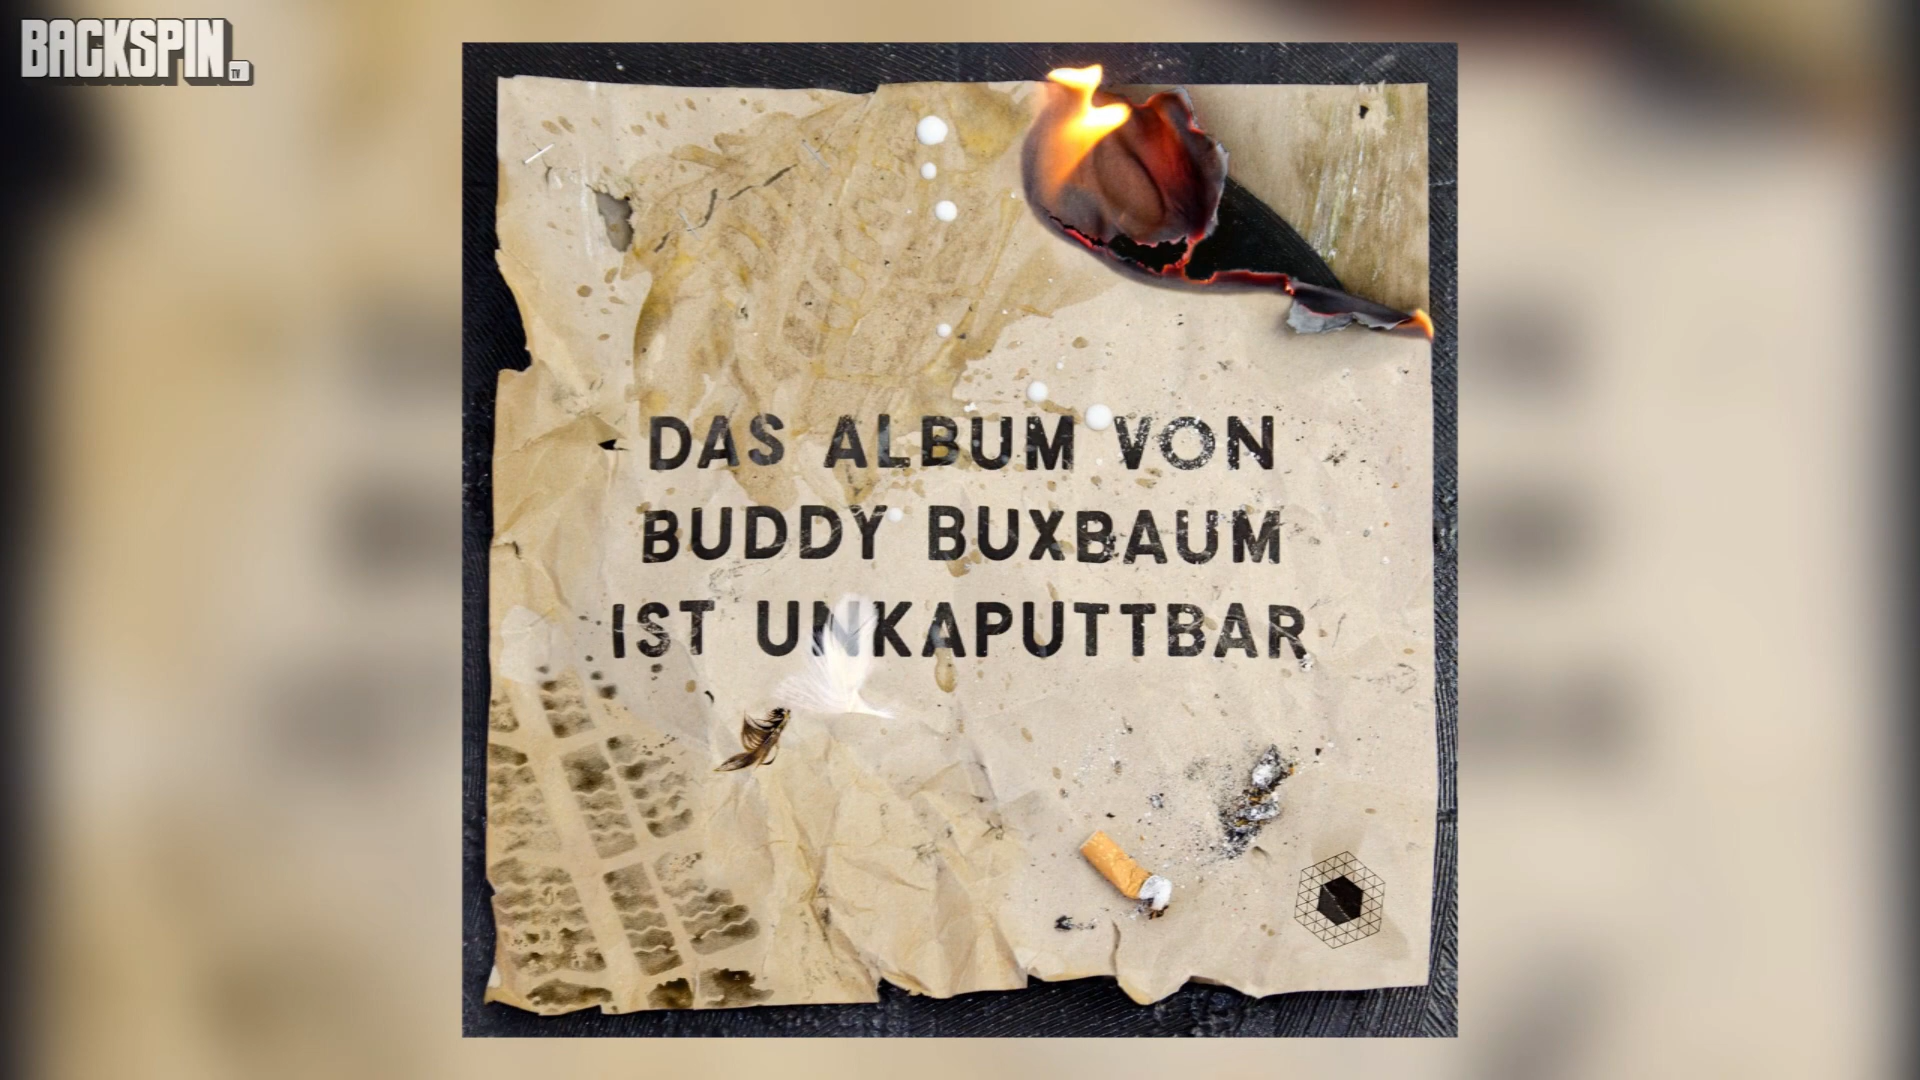 BACKSPIN.
TV
DAS ALBUM VON
BUDDY BUXBAUM
IST UNKAPUTTBAR